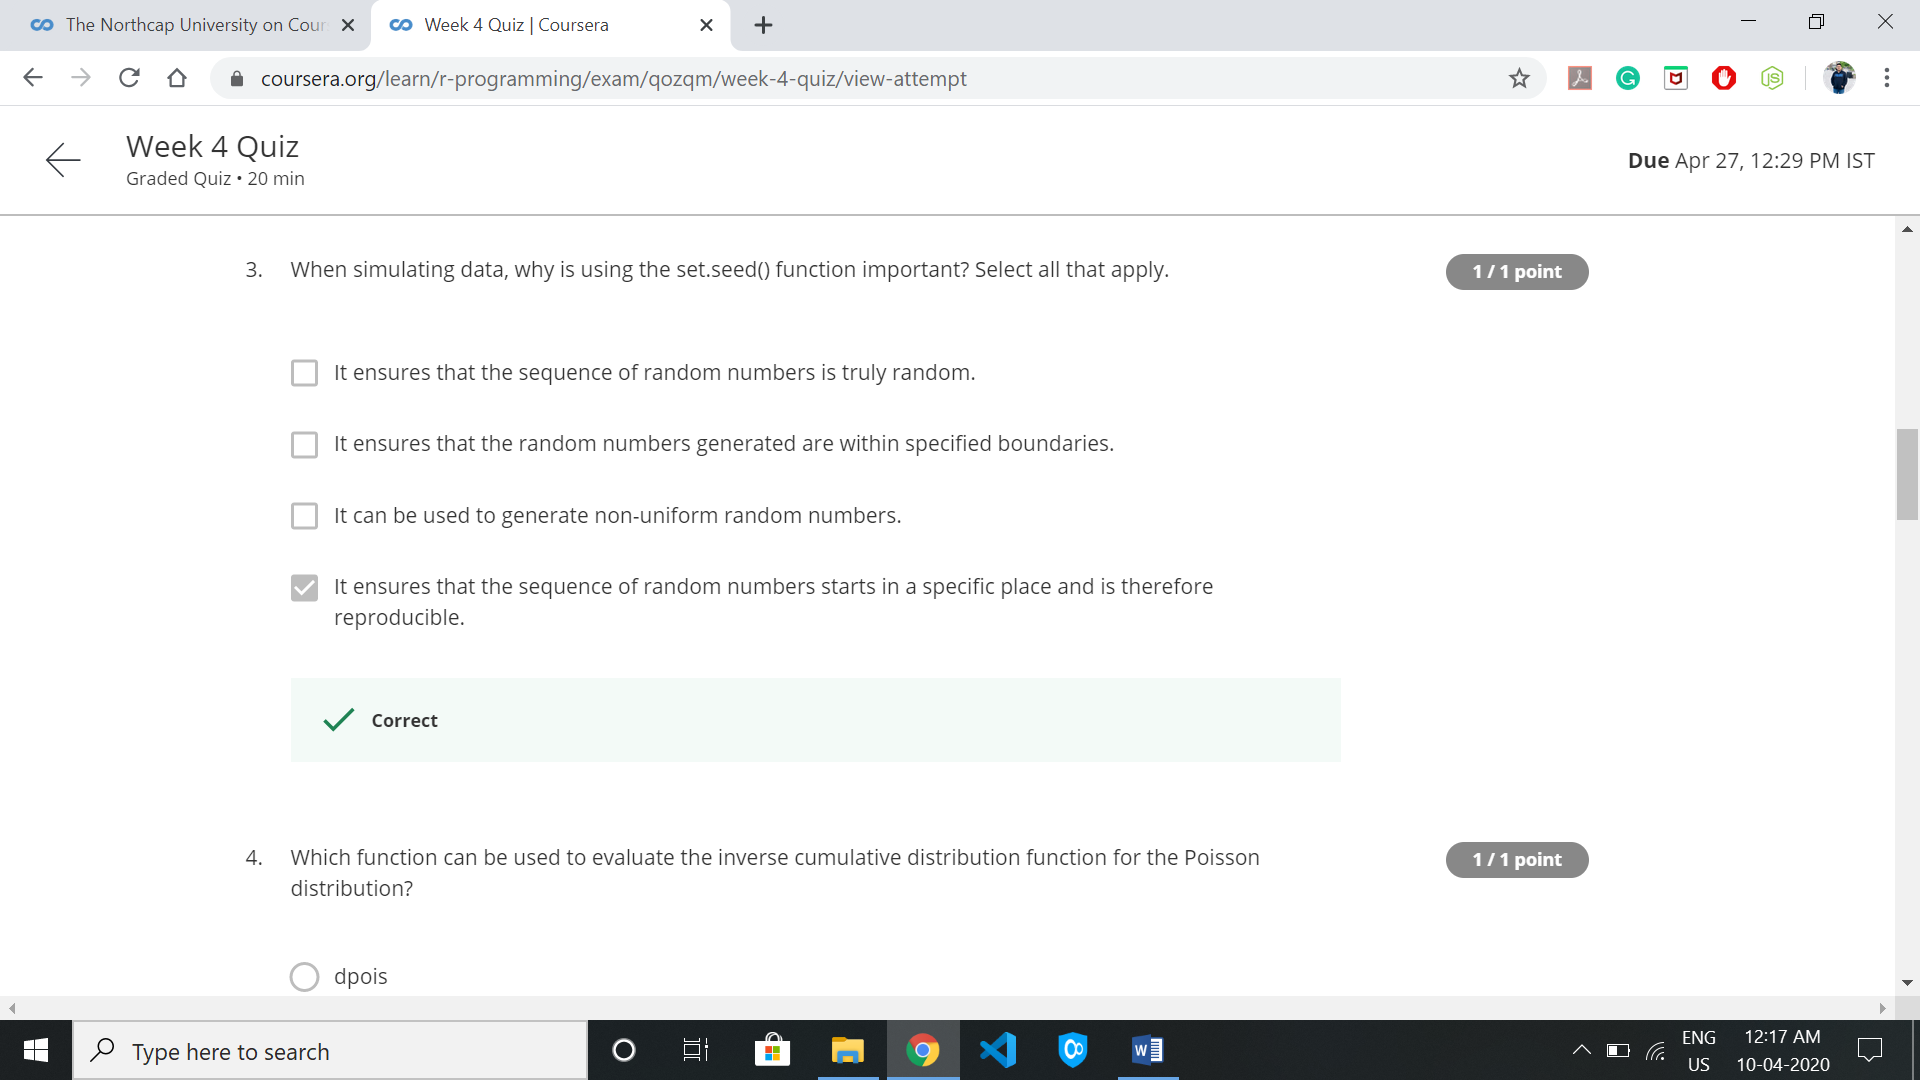 The Northcap University on Cour
Week 4 Quiz | Coursera
coursera.org/learn/r-programming/exam/qozqm/week-4-quiz/view-attempt
Week 4 Quiz
Graded Quiz • 20 min
Due Apr 27, 12:29 PM IST
3. When simulating data, why is using the set.seed() function important? Select all that apply.
1 / 1 point
It ensures that the sequence of random numbers is truly random.
It ensures that the random numbers generated are within specified boundaries.
It can be used to generate non-uniform random numbers.
It ensures that the sequence of random numbers starts in a specific place and is therefore
reproducible.
Correct
4. Which function can be used to evaluate the inverse cumulative distribution function for the Poisson
distribution?
1 / 1 point
dpois
Type here to search
ENG
US
12:17 AM
10-04-2020